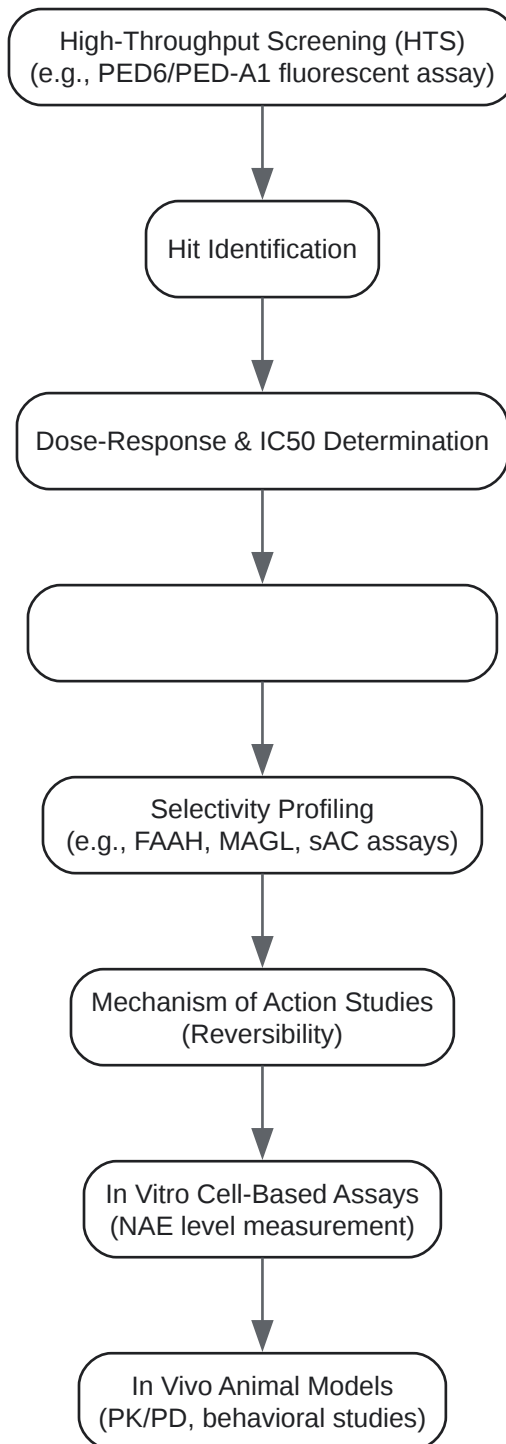 High-Throughput Screening (HTS)
(e.g., PED6/PED-A1 fluorescent assay)
Hit Identification
Dose-Response & IC50 Determination
Selectivity Profiling
(e.g., FAAH, MAGL, sAC assays)
Mechanism of Action Studies
(Reversibility)
In Vitro Cell-Based Assays
(NAE level measurement)
In Vivo Animal Models
(PK/PD, behavioral studies)